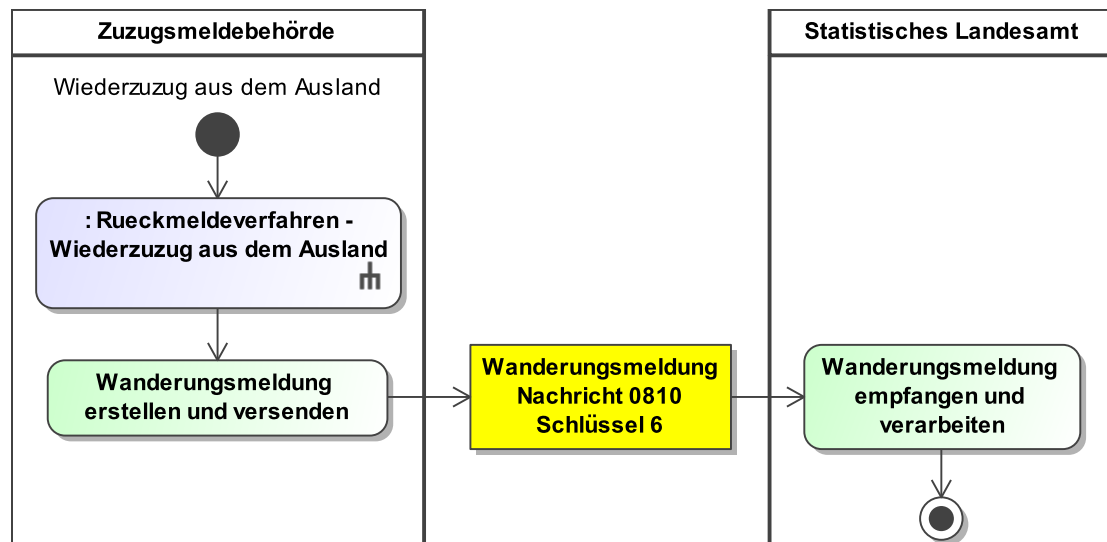 Zuzugsmeldebehörde
Statistisches Landesamt
Wiederzuzug aus dem Ausland
: Rueckmeldeverfahren -
Wiederzuzug aus dem Ausland
Wanderungsmeldung
erstellen und versenden
Wanderungsmeldung
Nachricht 0810
Schlüssel 6
Wanderungsmeldung
empfangen und
verarbeiten